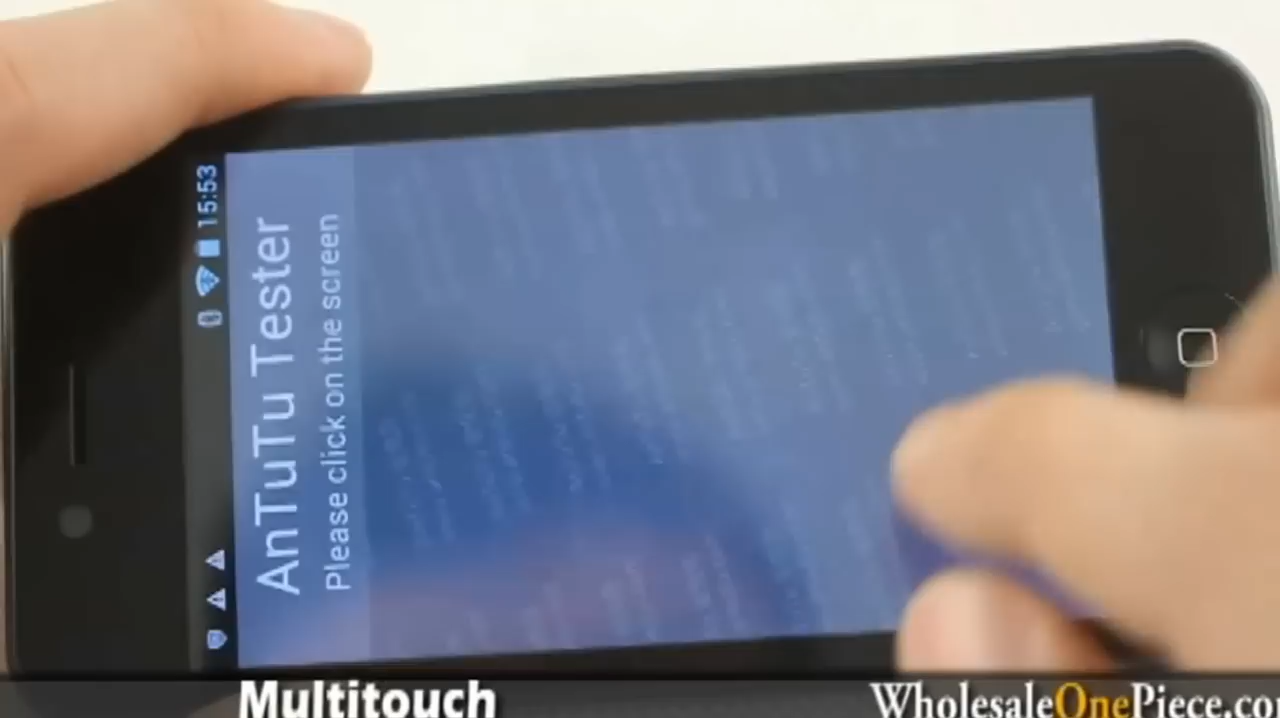 15:53
AnTuTu Tester
Please click on the screen
Multitouch
WholesaleOnePiece.co